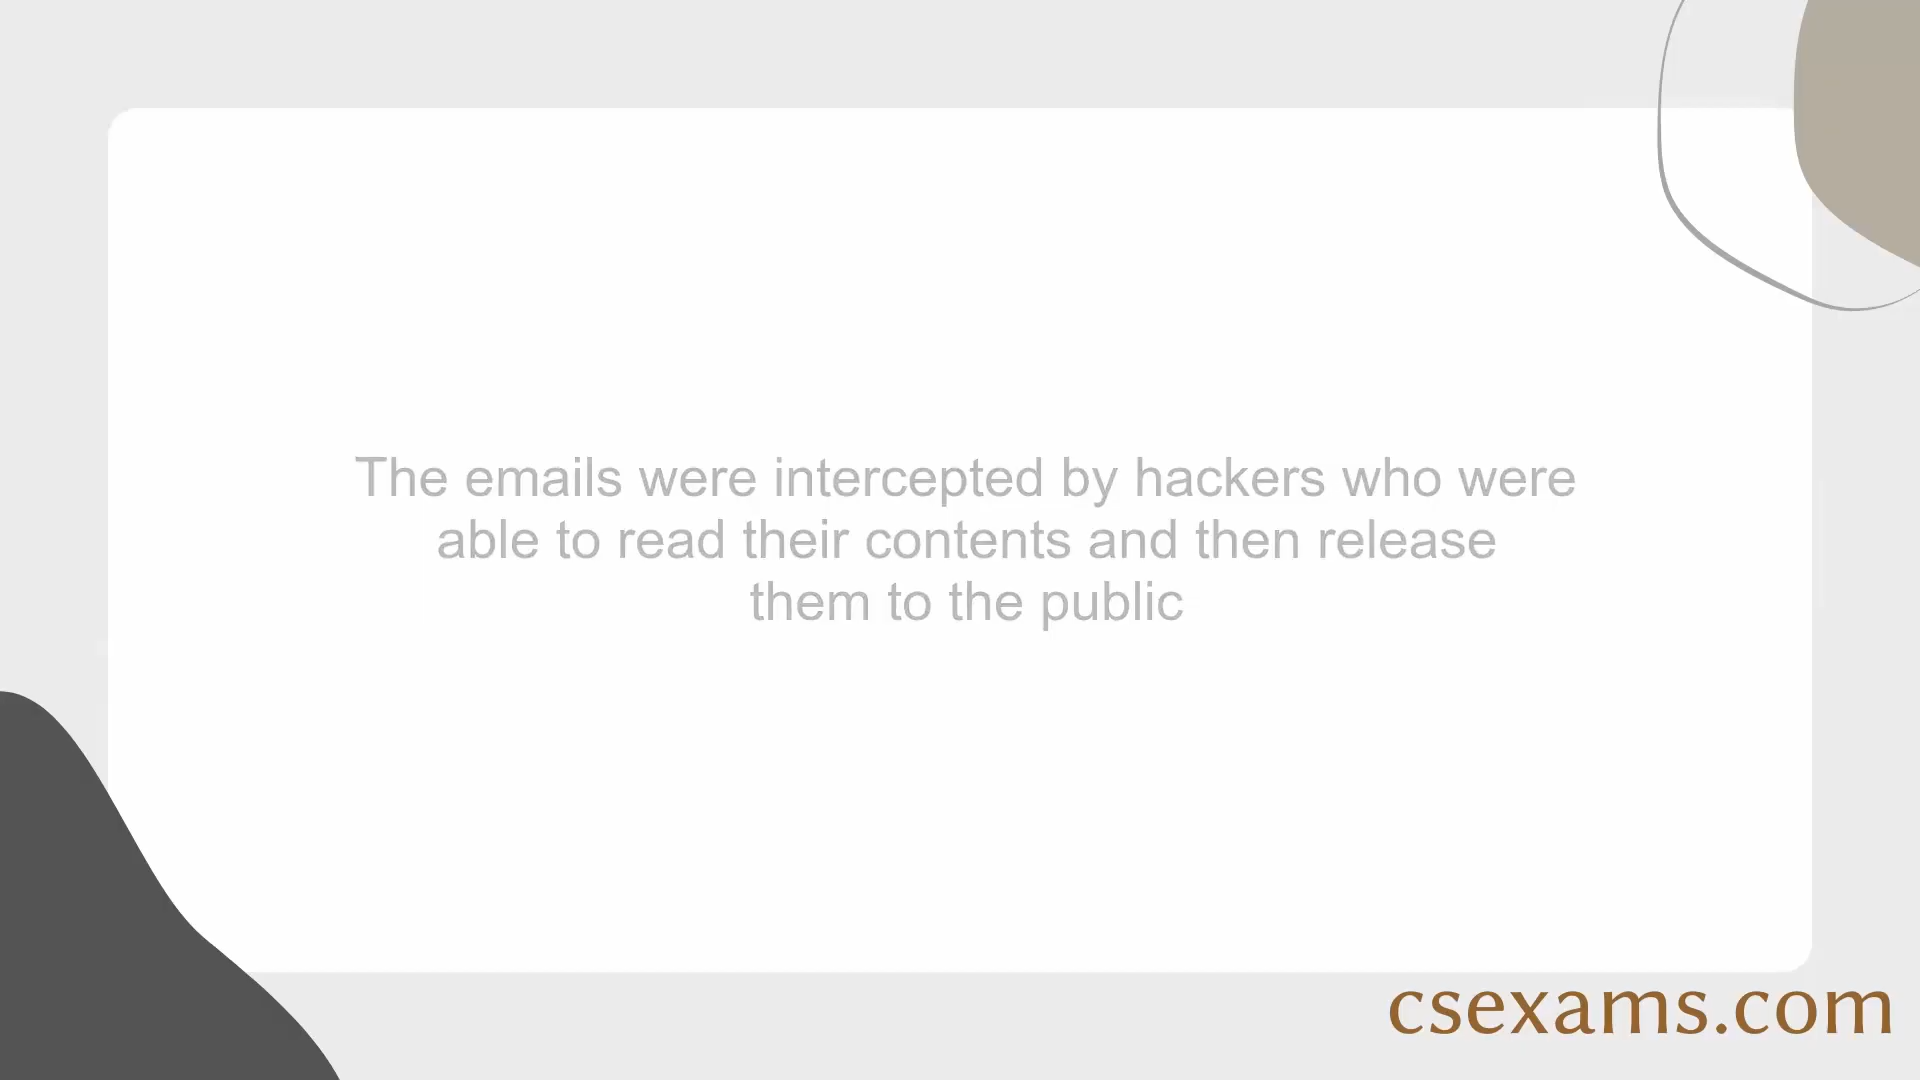 The emails were intercepted by hackers who were
able to read their contents and then release
them to the public
csexams.com